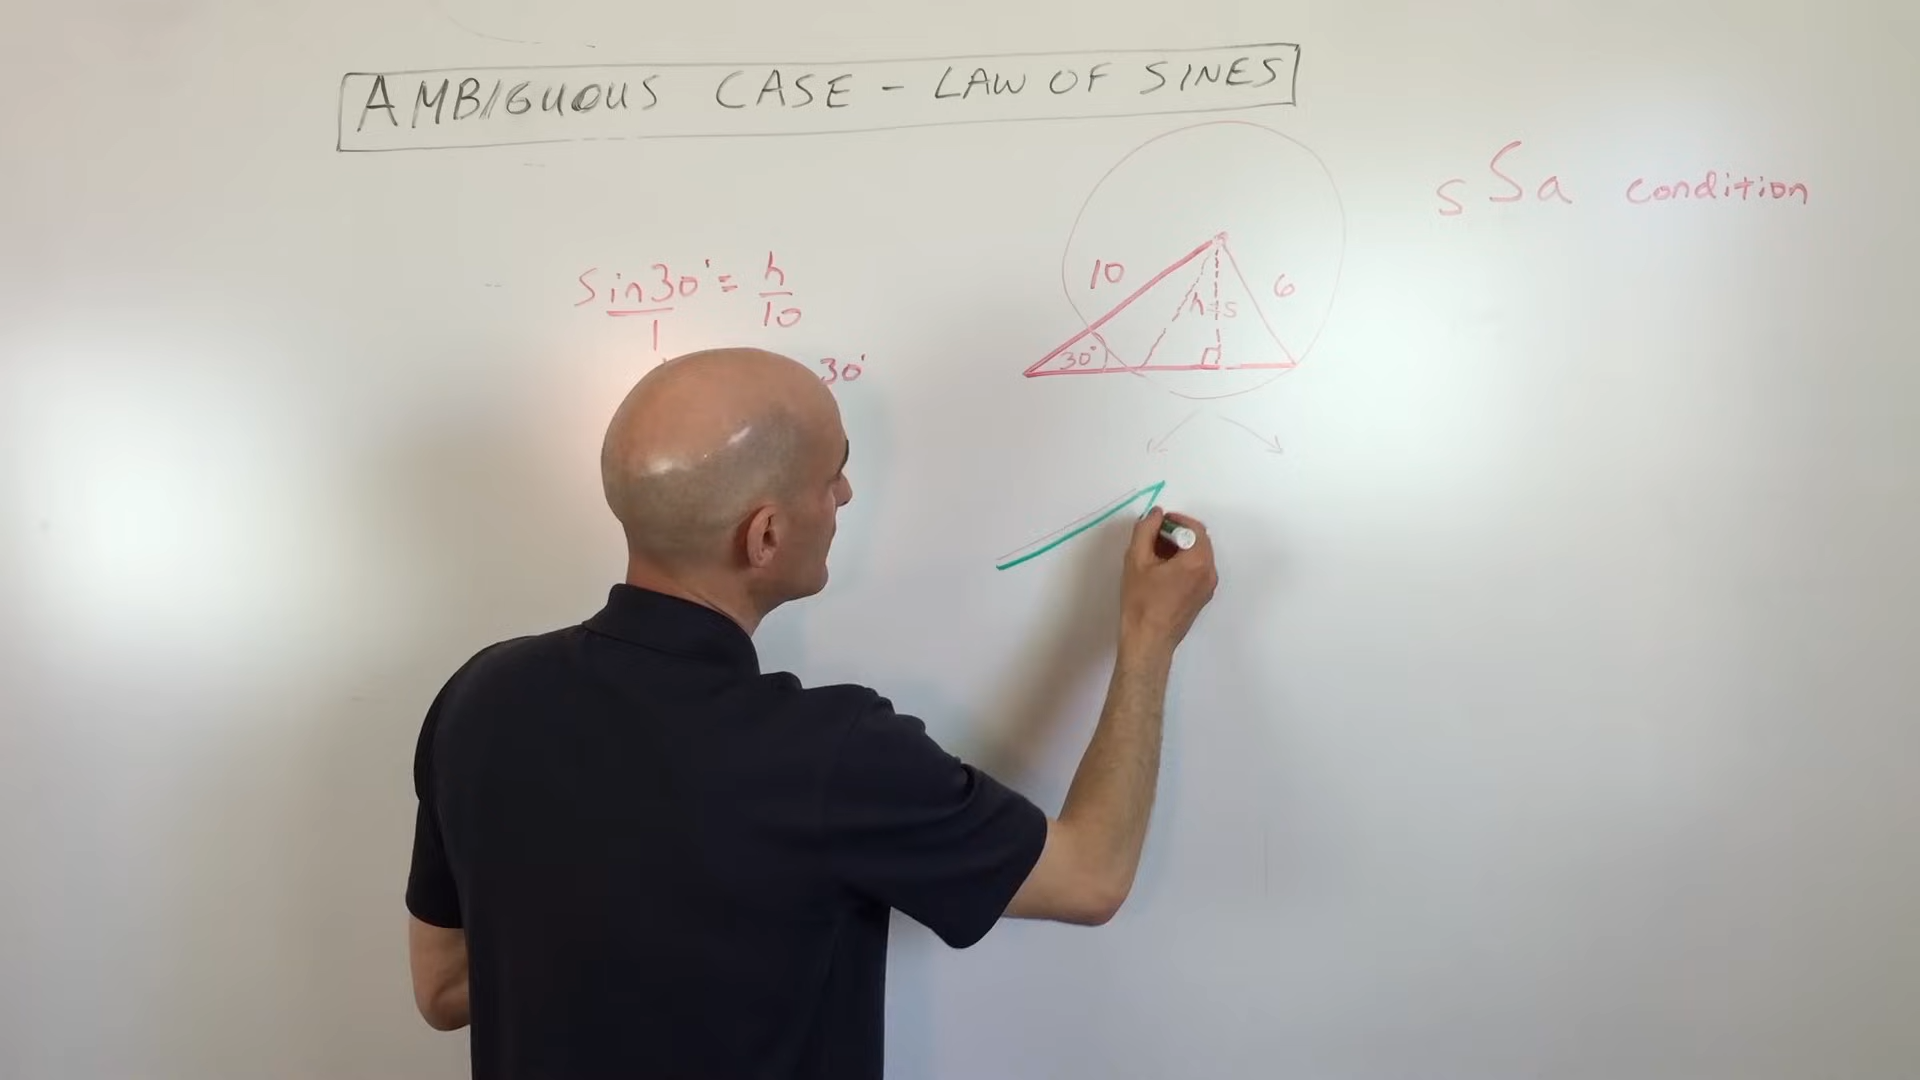 AMBIGUOUS CASE - LAW OF SINES
sSa condition
sin30° = h
1 10
30°
10
6
h=5
30°